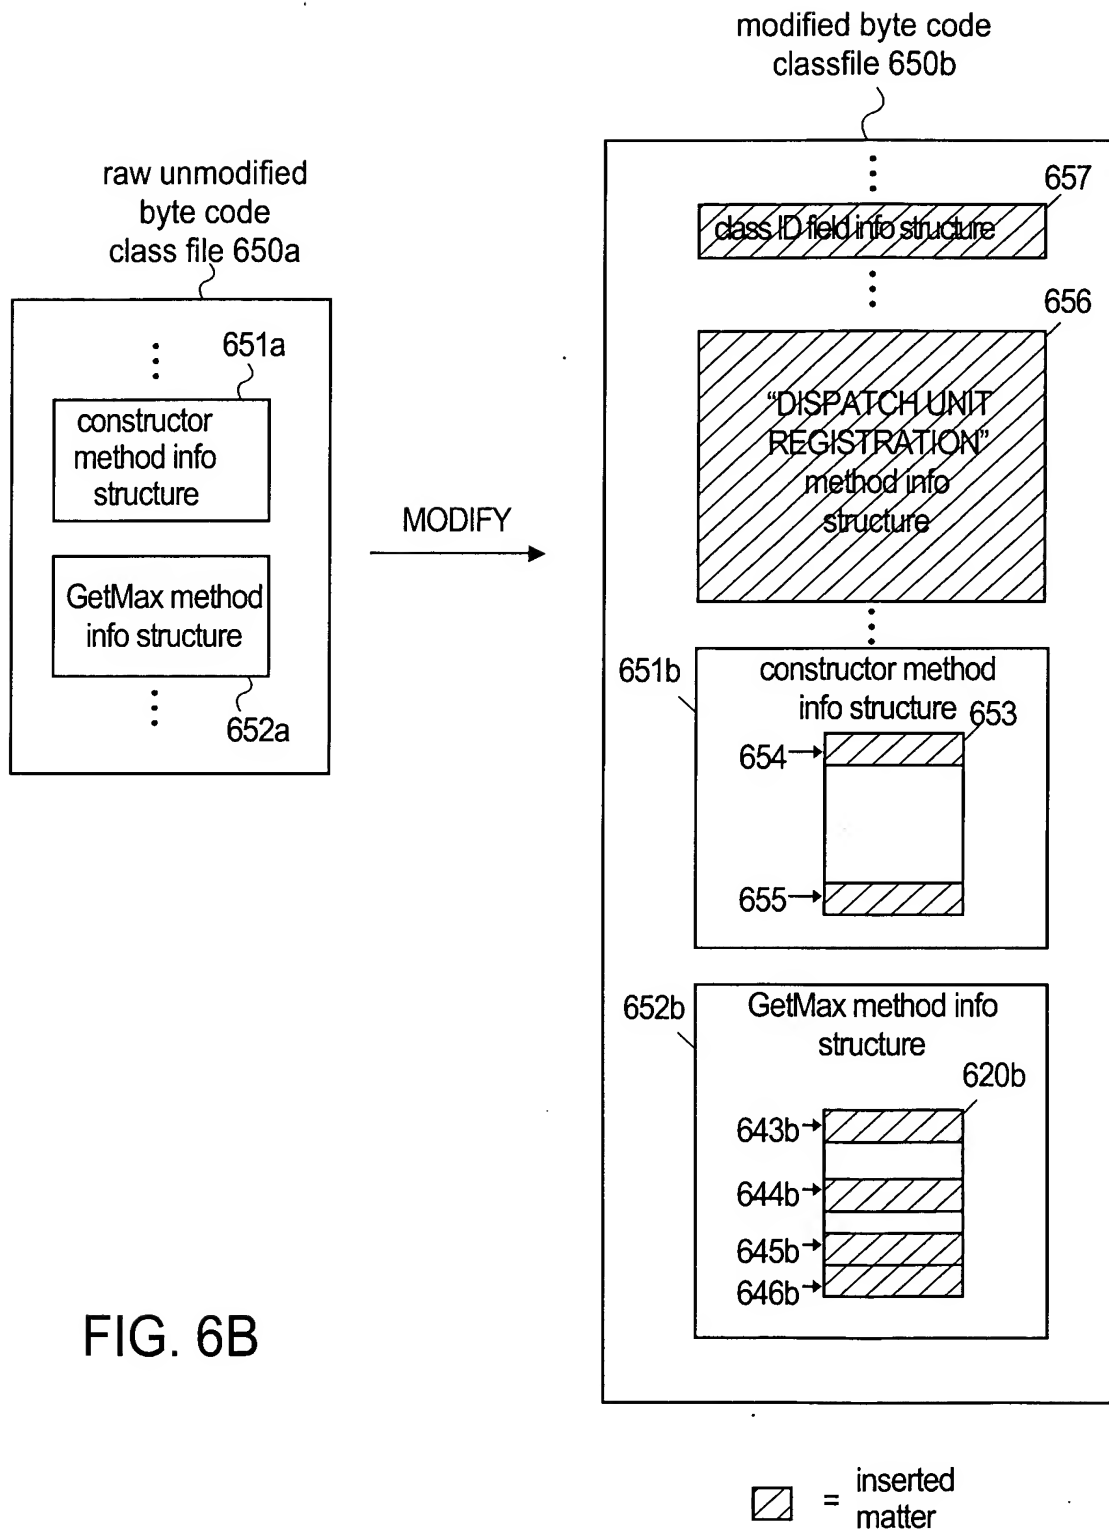 modified byte code
classfile 650b
raw unmodified
byte code
class file 650a
651a
constructor
method info
structure
GetMax method
info structure
652a
MODIFY
657
class ID field info structure
656
“DISPATCH UNIT
REGISTRATION”
method info
structure
651b
constructor method
info structure
653
654
655
652b
GetMax method info
structure
620b
643b
644b
645b
646b
FIG. 6B
= inserted
matter